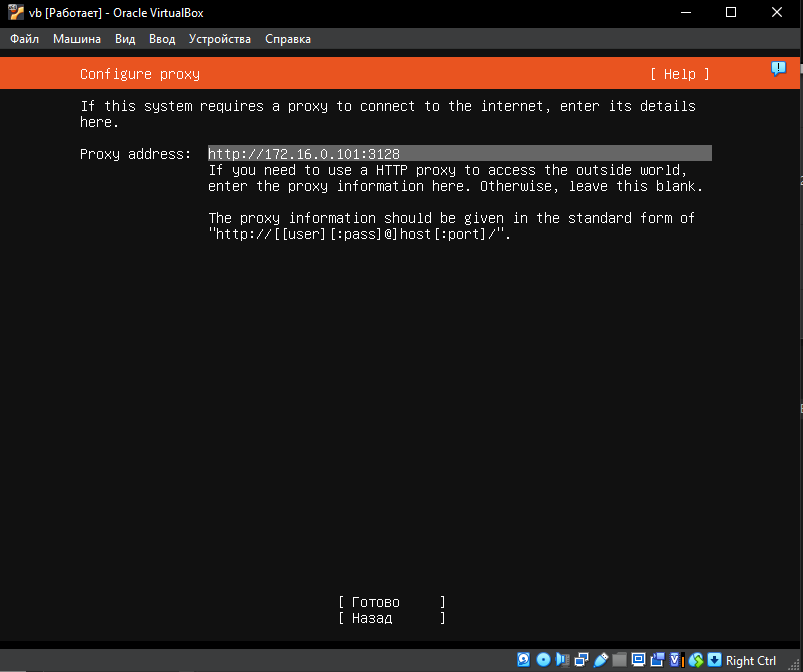 vb [Работает] - Oracle VirtualBox
Файл Машина Вид Ввод Устройства Справка
Configure proxy [ Help ]
If this system requires a proxy to connect to the internet, enter its details
here.
Proxy address: http://172.16.0.101:3128
If you need to use a HTTP proxy to access the outside world,
enter the proxy information here. Otherwise, leave this blank.
The proxy information should be given in the standard form of
"http://[[user][:pass]@]host[:port]/".
[ Готово ]
[ Назад ]
Right Ctrl